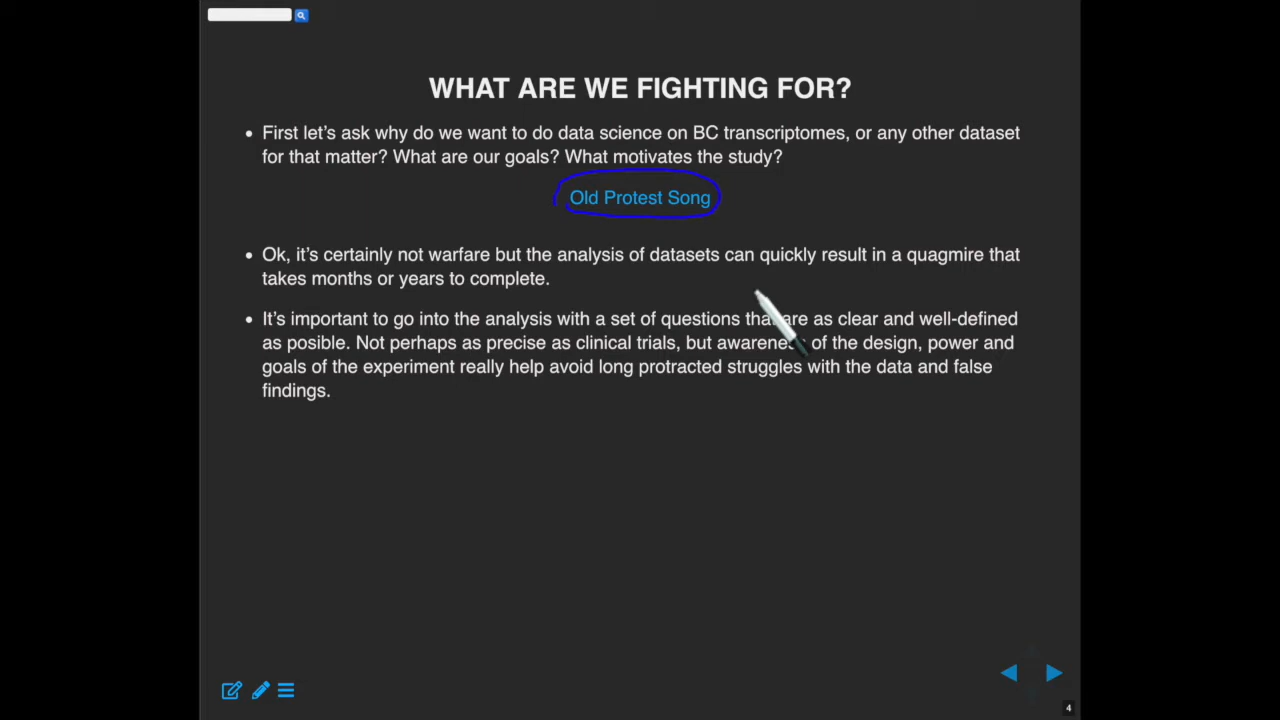 WHAT ARE WE FIGHTING FOR?
• First let's ask why do we want to do data science on BC transcriptomes, or any other dataset
for that matter? What are our goals? What motivates the study?
Old Protest Song
• Ok, it's certainly not warfare but the analysis of datasets can quickly result in a quagmire that
takes months or years to complete.
• It's important to go into the analysis with a set of questions that are as clear and well-defined
as posible. Not perhaps as precise as clinical trials, but awareness of the design, power and
goals of the experiment really help avoid long protracted struggles with the data and false
findings.
4